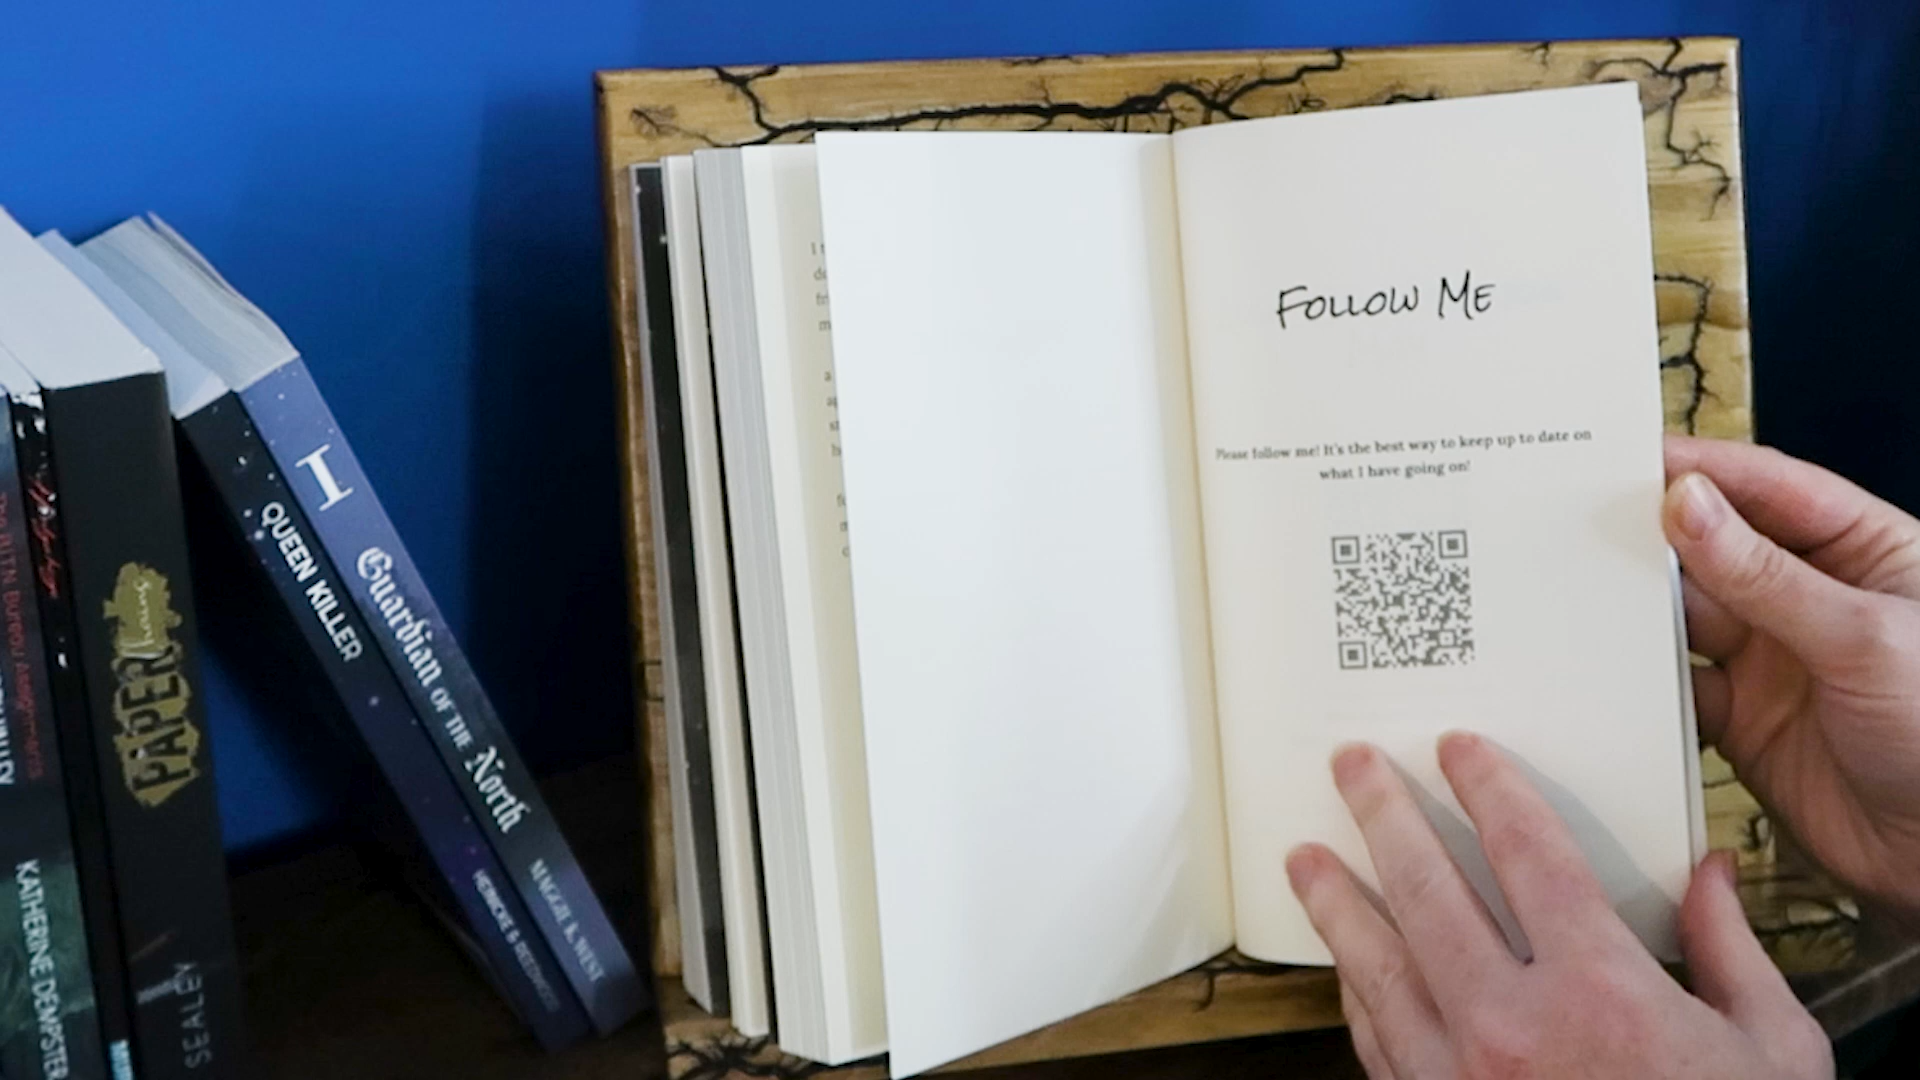 Follow Me
Please follow me! It's the best way to keep up to date on
what I have going on!
PAPER
chains
SEALEY
KATHERINE DEMPSTER
QUEEN KILLER
I
Guardian OF THE North
MAGGIE K. WEST